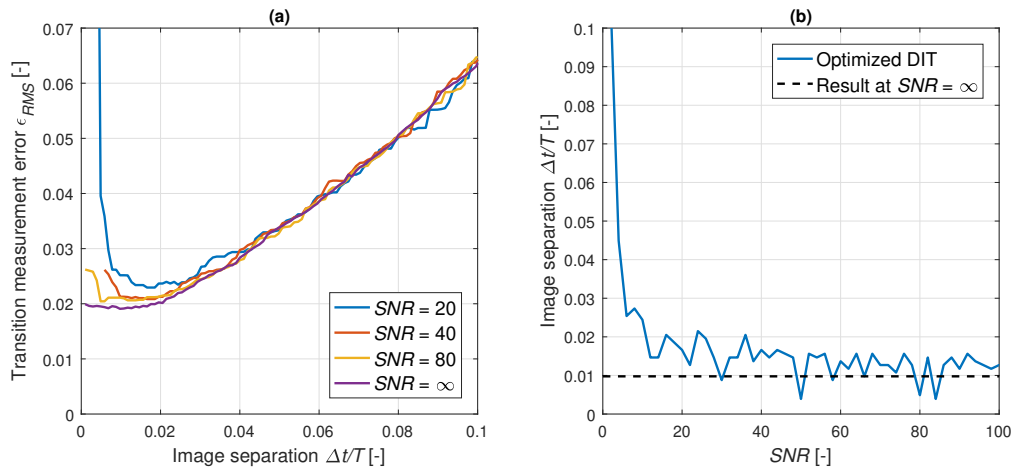 (a)
Transition measurement error ϵRMS [-]
0.07
0.06
0.05
0.04
0.03
0.02
0.01
0
0 0.02 0.04 0.06 0.08 0.1
Image separation Δt/T [-]
SNR = 20
SNR = 40
SNR = 80
SNR = ∞
(b)
Image separation Δt/T [-]
0.1
0.09
0.08
0.07
0.06
0.05
0.04
0.03
0.02
0.01
0
0 20 40 60 80 100
SNR [-]
Optimized DIT
Result at SNR = ∞